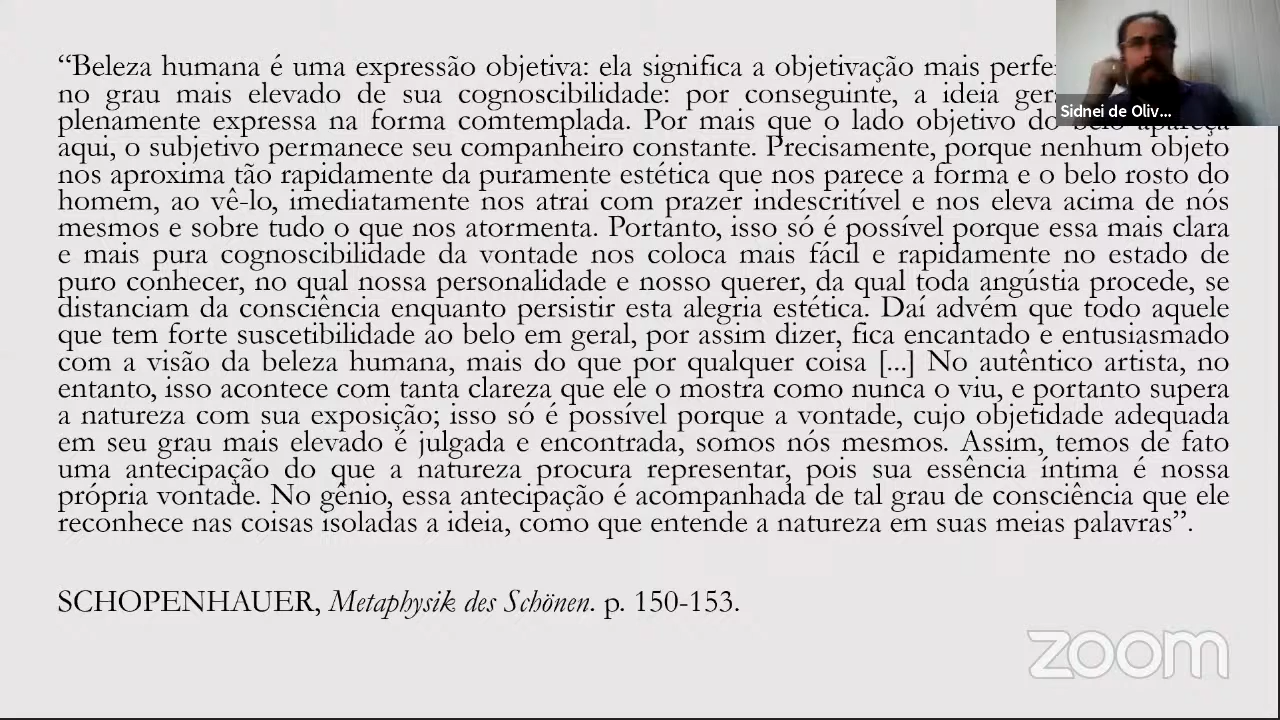 “Beleza humana é uma expressão objetiva: ela significa a objetivação mais
no grau mais elevado de sua cognoscibilidade: por conseguinte, a ideia
plenamente expressa na forma comtemplada. Por mais que o lado objetivo do belo apareça
aqui, o subjetivo permanece seu companheiro constante. Precisamente, porque nenhum objeto
nos aproxima tão rapidamente da puramente estética que nos parece a forma e o belo rosto do
homem, ao vê-lo, imediatamente nos atrai com prazer indescritível e nos eleva acima de nós
mesmos e sobre tudo o que nos atormenta. Portanto, isso só é possível porque essa mais clara
e mais pura cognoscibilidade da vontade nos coloca mais fácil e rapidamente no estado de
puro conhecer, no qual nossa personalidade e nosso querer, da qual toda angústia procede, se
distanciam da consciência enquanto persistir esta alegria estética. Daí advém que todo aquele
que tem forte suscetibilidade ao belo em geral, por assim dizer, fica encantado e entusiasmado
com a visão da beleza humana, mais do que por qualquer coisa [...] No autêntico artista, no
entanto, isso acontece com tanta clareza que ele o mostra como nunca o viu, e portanto supera
a natureza com sua exposição; isso só é possível porque a vontade, cujo objetidade adequada
em seu grau mais elevado é julgada e encontrada, somos nós mesmos. Assim, temos de fato
uma antecipação do que a natureza procura representar, pois sua essência íntima é nossa
própria vontade. No gênio, essa antecipação é acompanhada de tal grau de consciência que ele
reconhece nas coisas isoladas a ideia, como que entende a natureza em suas meias palavras”.
SCHOPENHAUER, Metaphysik des Schönen. p. 150-153.
Sidnei de Oliv...
zoom